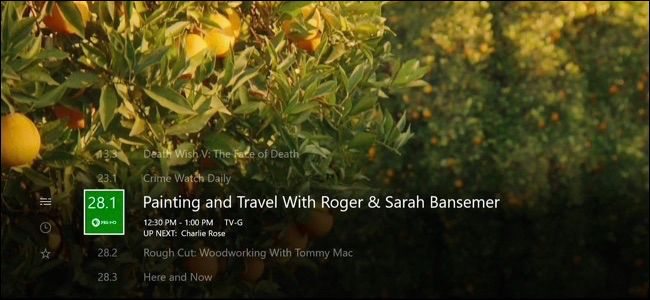 13.3 Death Wish V: The Face of Death
23.1 Crime Watch Daily
28.1 Painting and Travel With Roger & Sarah Bansemer
PBS HD
12:30 PM - 1:00 PM TV-G
UP NEXT: Charlie Rose
28.2 Rough Cut: Woodworking With Tommy Mac
28.3 Here and Now